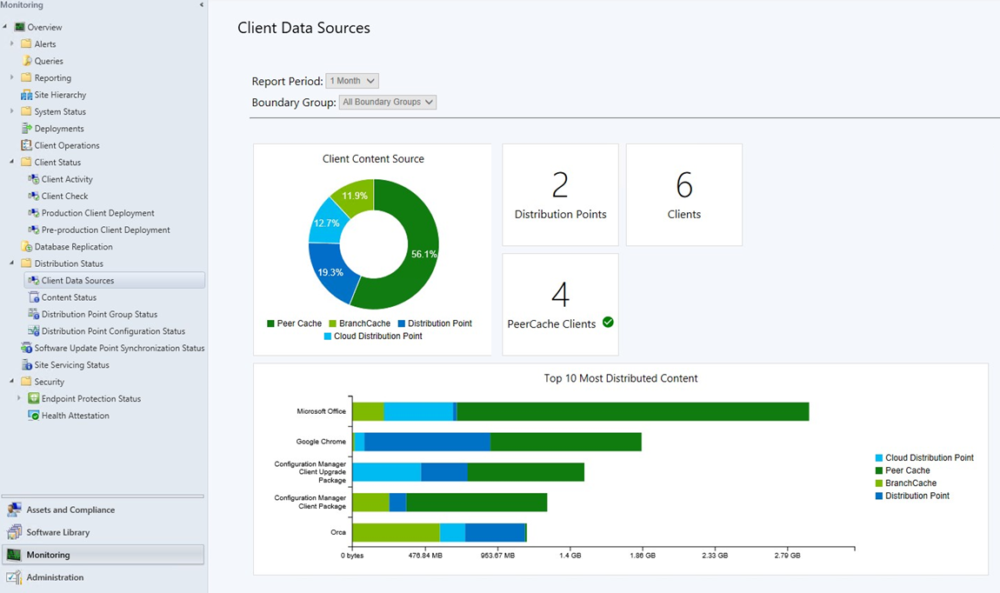 Monitoring
Overview
Alerts
Queries
Reporting
Site Hierarchy
System Status
Deployments
Client Operations
Client Status
Client Activity
Client Check
Production Client Deployment
Pre-production Client Deployment
Database Replication
Distribution Status
Client Data Sources
Content Status
Distribution Point Group Status
Distribution Point Configuration Status
Software Update Point Synchronization Status
Site Servicing Status
Security
Endpoint Protection Status
Health Attestation
Assets and Compliance
Software Library
Monitoring
Administration
Client Data Sources
Report Period: 1 Month
Boundary Group: All Boundary Groups
Client Content Source
11.9%
12.7%
56.1%
19.3%
Peer Cache BranchCache Distribution Point
Cloud Distribution Point
2
Distribution Points
6
Clients
4
PeerCache Clients
Top 10 Most Distributed Content
Microsoft Office
Google Chrome
Configuration Manager
Client Upgrade
Package
Configuration Manager
Client Package
Orca
0 bytes 476.84 MB 953.67 MB 1.4 GB 1.86 GB 2.33 GB 2.79 GB
Cloud Distribution Point
Peer Cache
BranchCache
Distribution Point